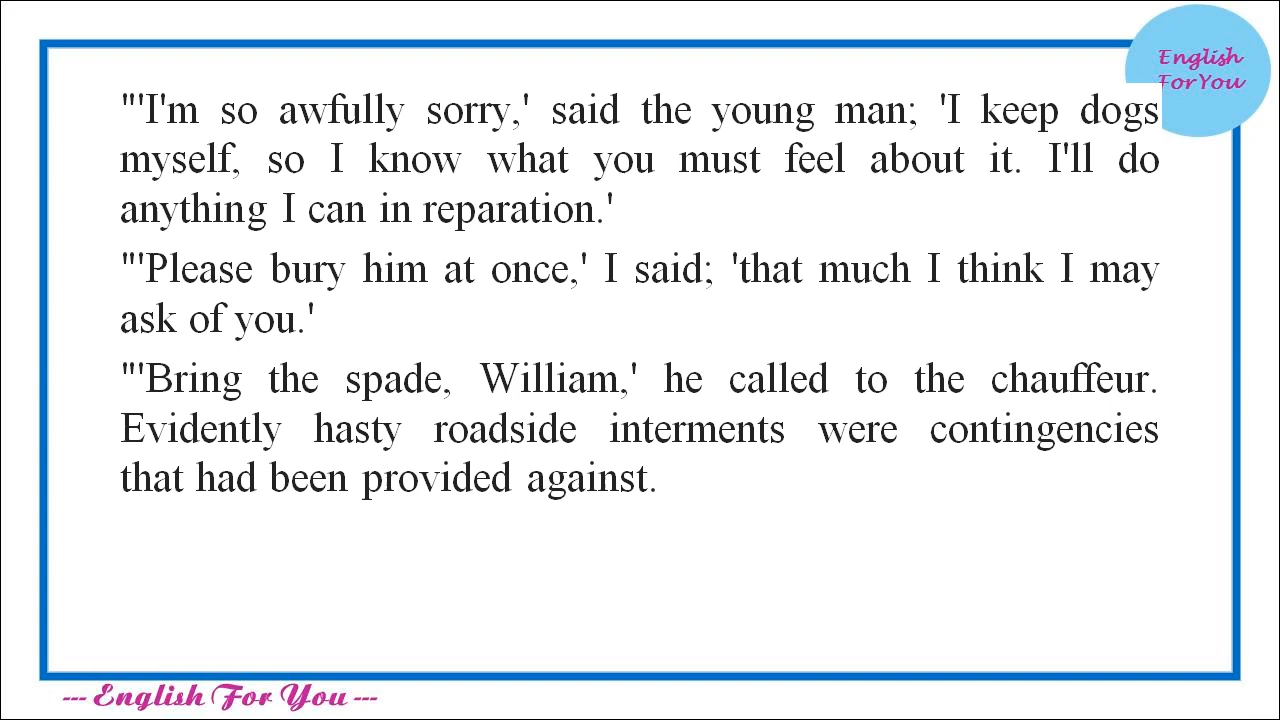 English
ForYou
"'I'm so awfully sorry,' said the young man; 'I keep dogs
myself, so I know what you must feel about it. I'll do
anything I can in reparation.'
"'Please bury him at once,' I said; 'that much I think I may
ask of you.'
"'Bring the spade, William,' he called to the chauffeur.
Evidently hasty roadside interments were contingencies
that had been provided against.
--- English For You ---